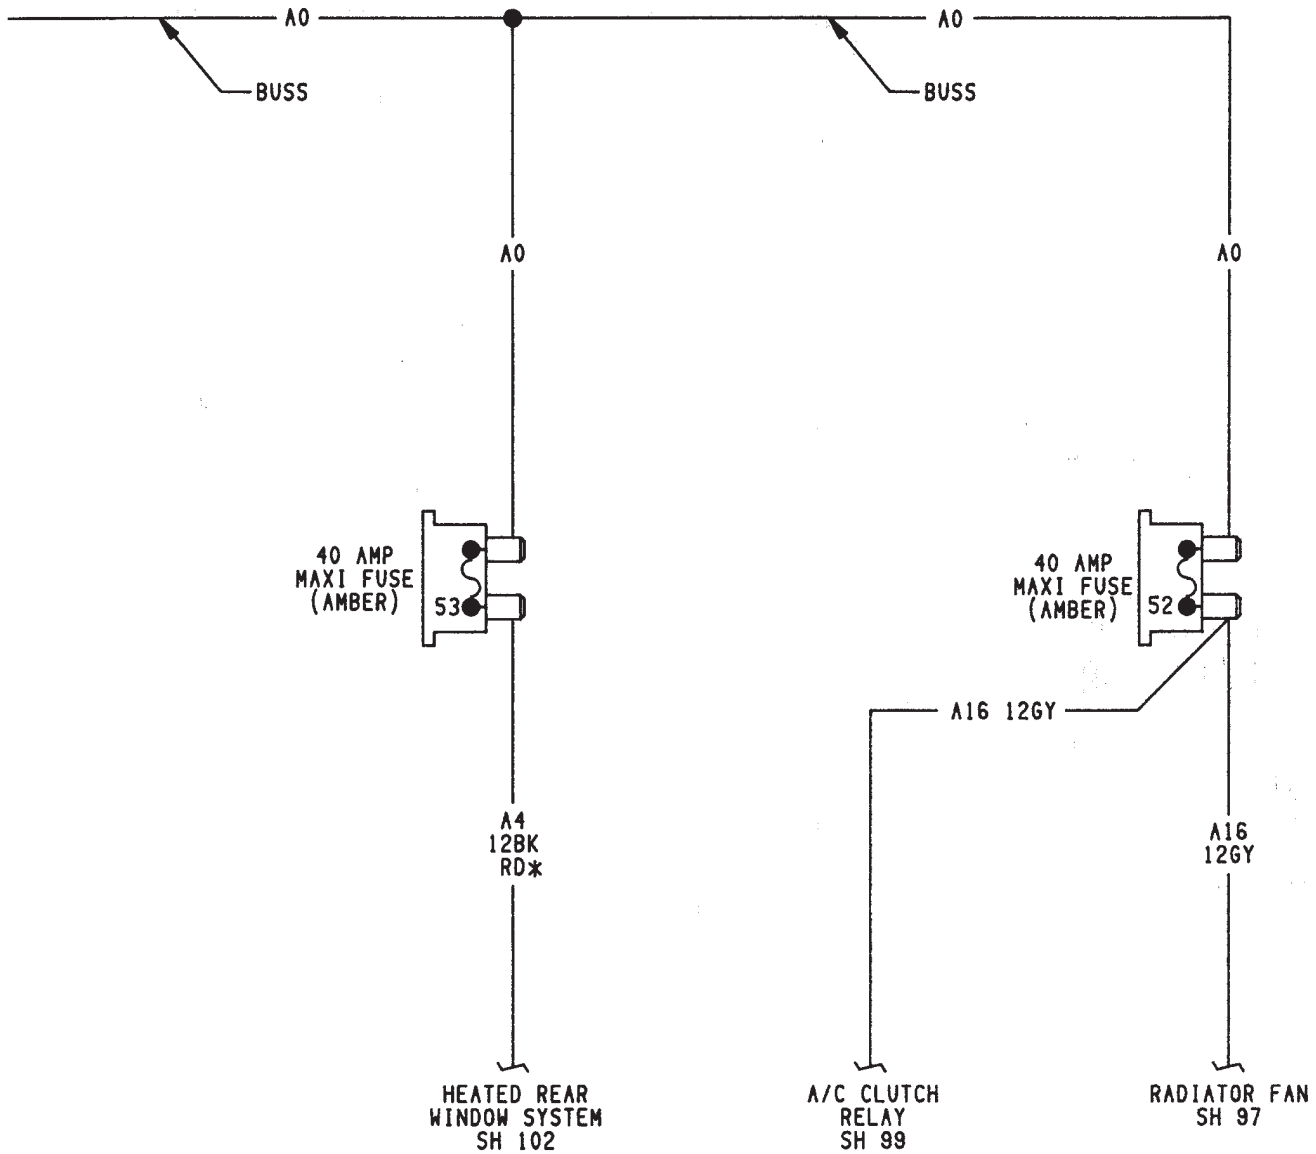 A0
A0
BUSS
BUSS
A0
A0
40 AMP
MAXI FUSE
(AMBER)
53
40 AMP
MAXI FUSE
(AMBER)
52
A16 12GY
A4
12BK
RD*
A16
12GY
HEATED REAR
WINDOW SYSTEM
SH 102
A/C CLUTCH
RELAY
SH 99
RADIATOR FAN
SH 97